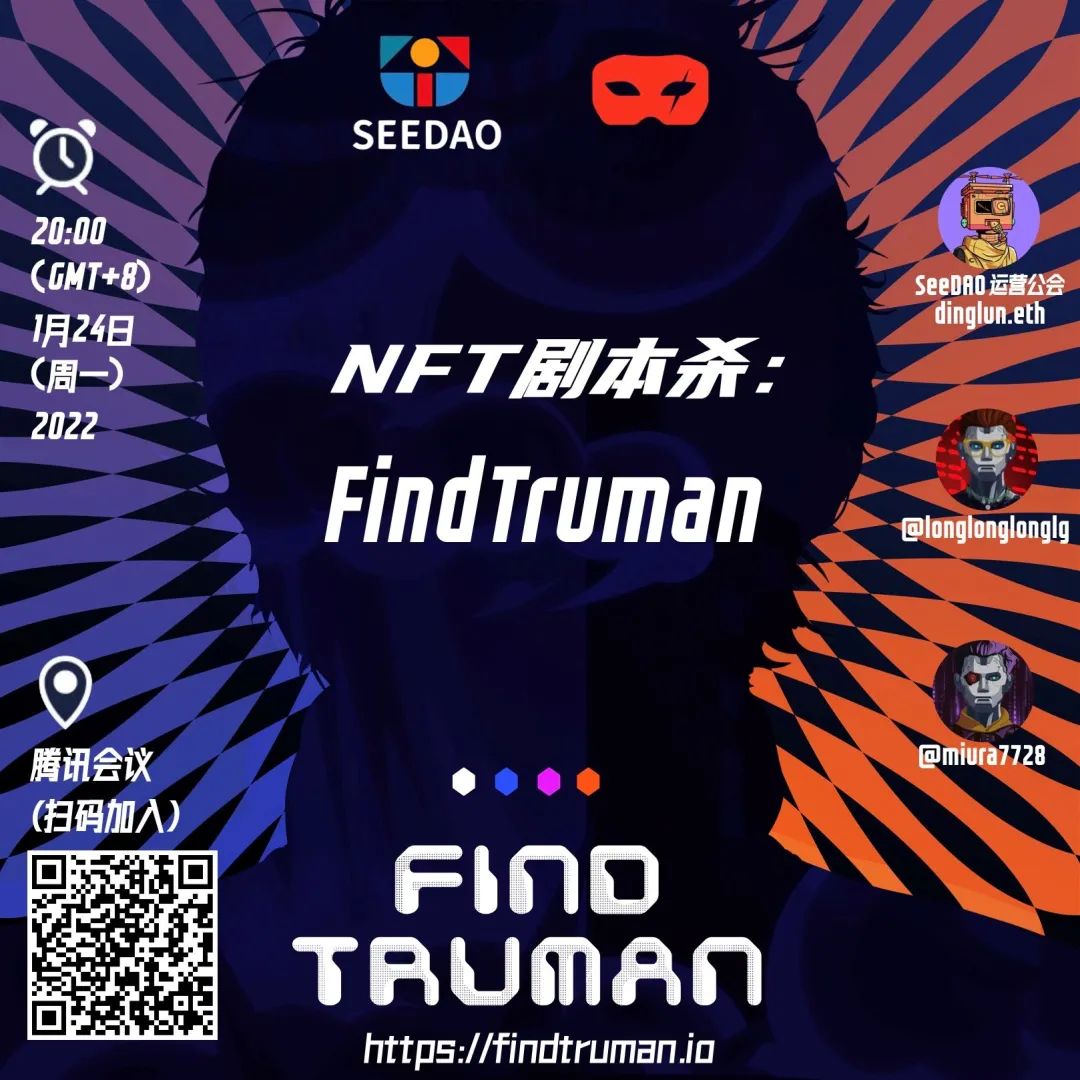 SEEDAO
20:00
(GMT+8)
1月24日
(周一)
2022
SeeDAO 运营公会
dinglun.eth
NFT剧本杀：
FindTruman
@longlonglonglg
@miura7728
腾讯会议
(扫码加入)
FIND
TRUMAN
https://findtruman.io